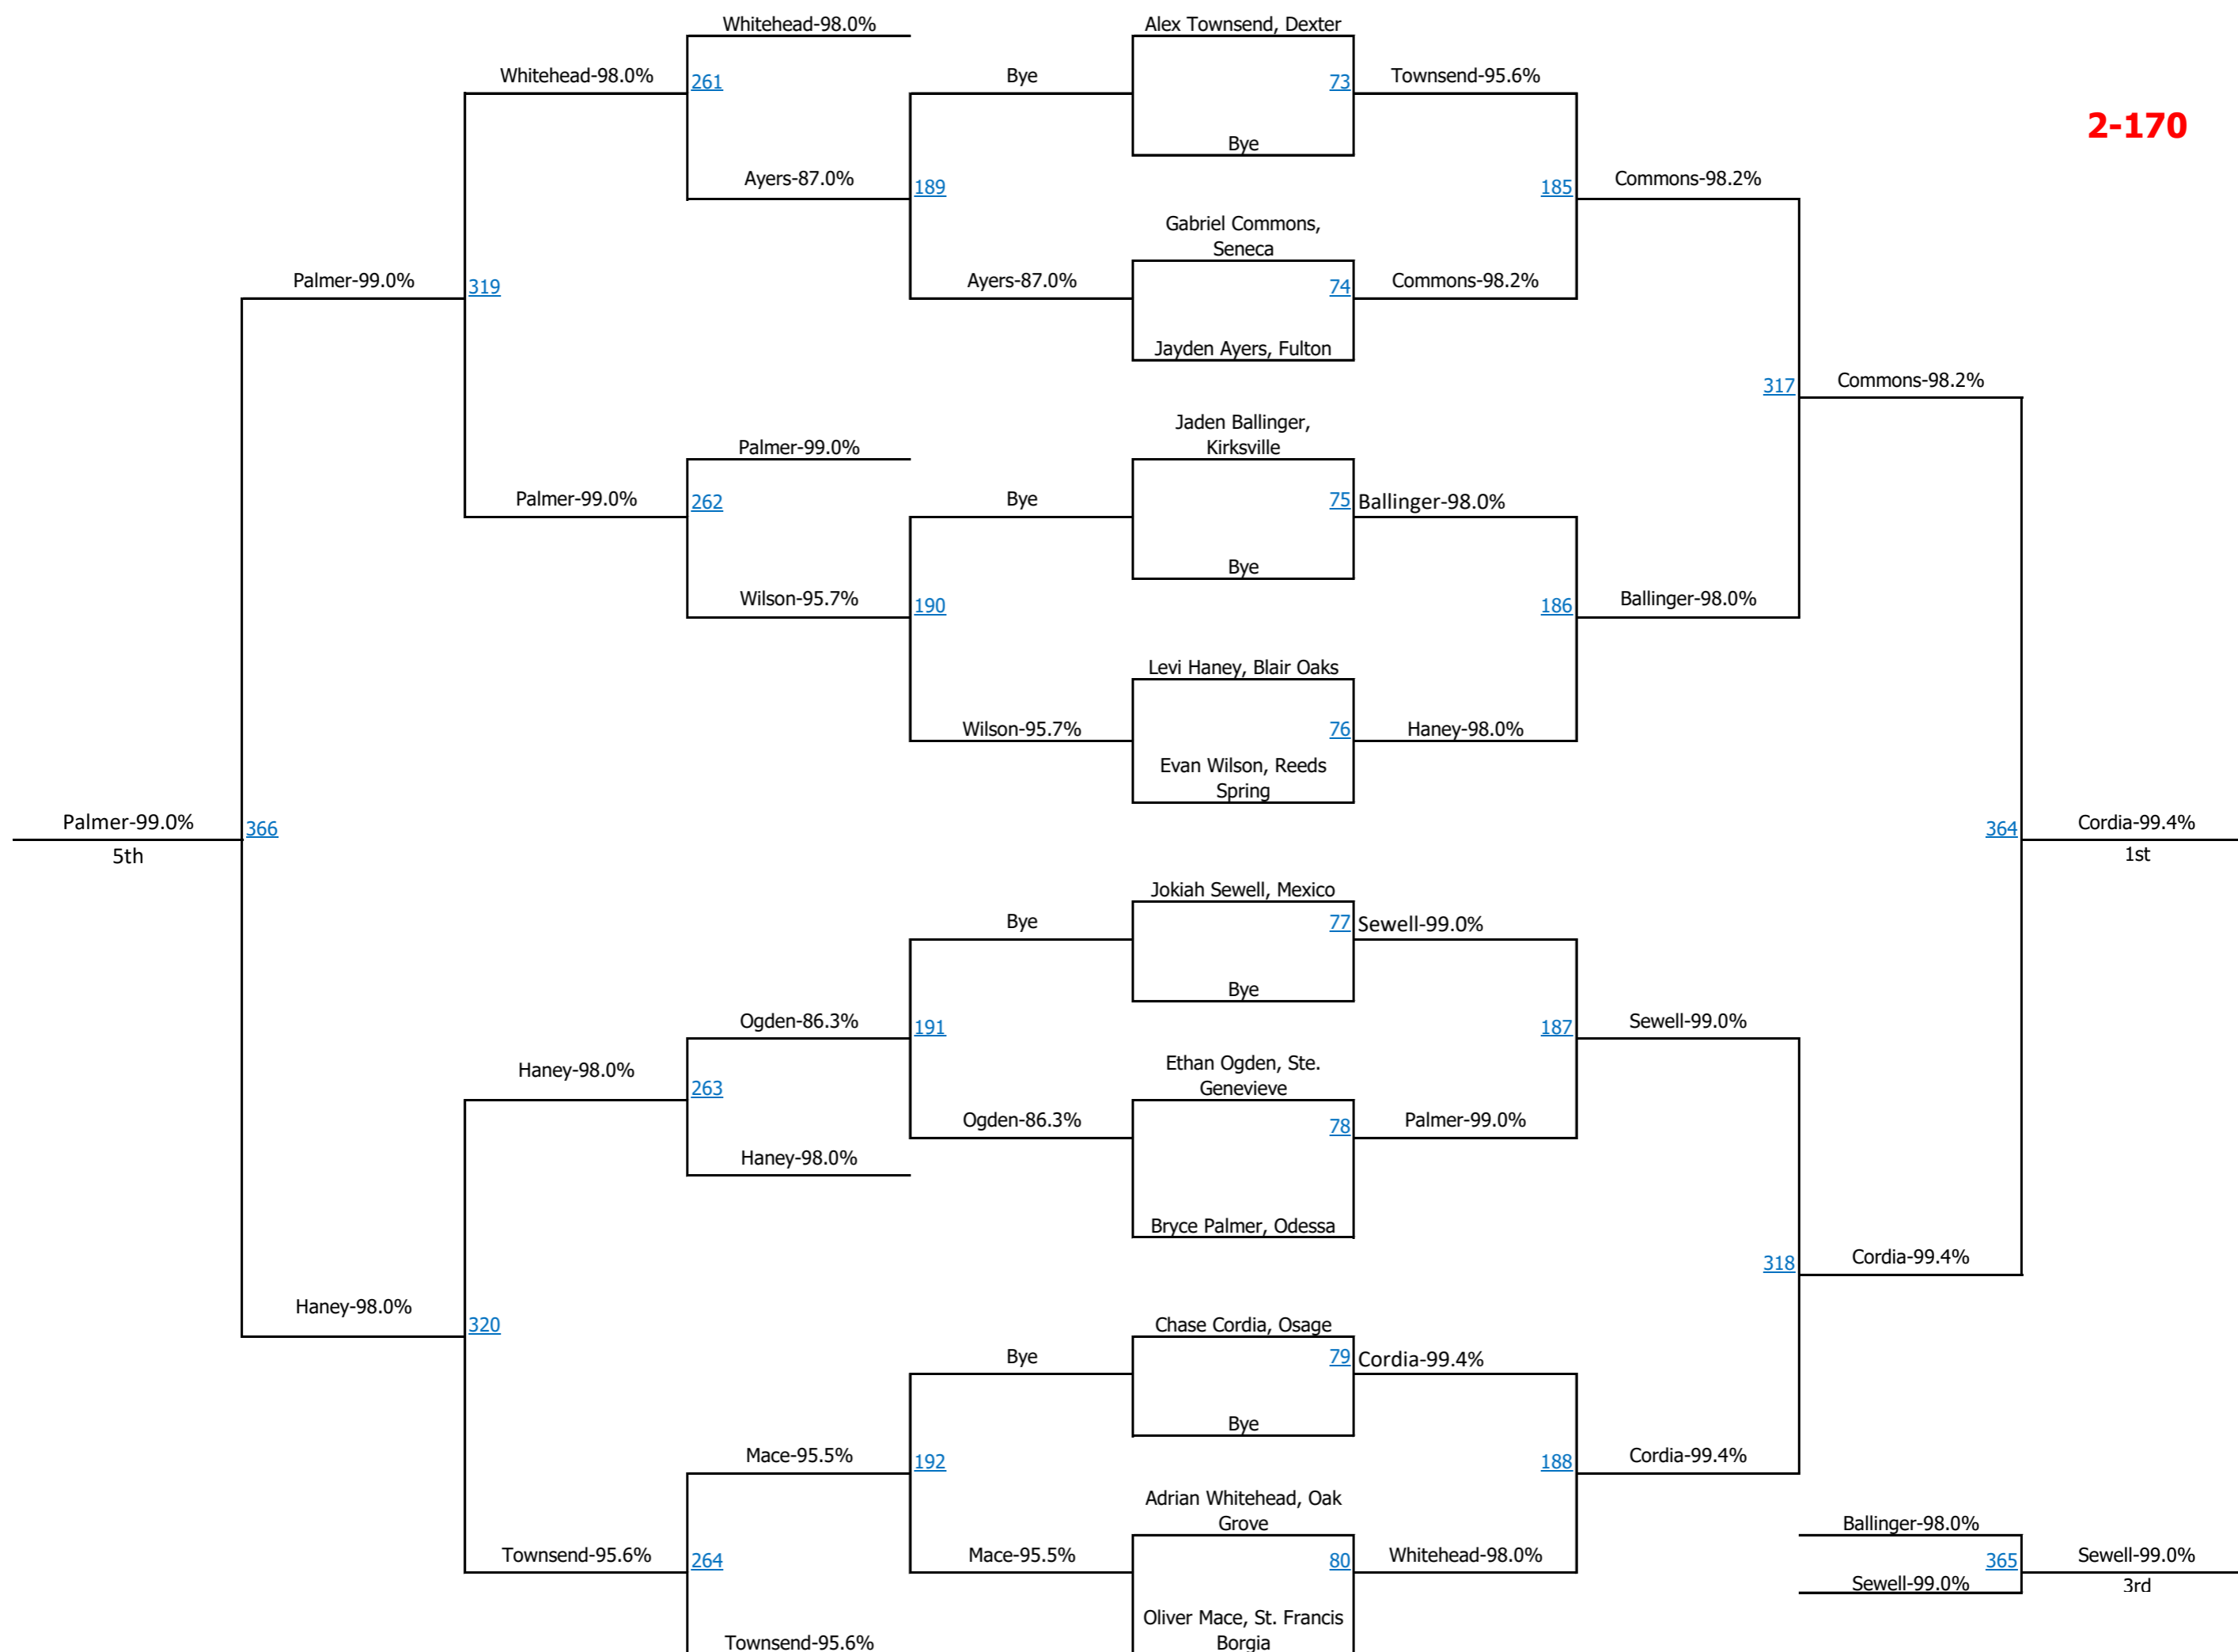 Whitehead-98.0%
Alex Townsend, Dexter
Whitehead-98.0%
261
Bye
73
Townsend-95.6%
2-170
Bye
Ayers-87.0%
189
185
Commons-98.2%
Gabriel Commons,
Seneca
Palmer-99.0%
319
Ayers-87.0%
74
Commons-98.2%
Jayden Ayers, Fulton
317
Commons-98.2%
Jaden Ballinger,
Kirksville
Palmer-99.0%
Palmer-99.0%
262
Bye
75
Ballinger-98.0%
Bye
Wilson-95.7%
190
186
Ballinger-98.0%
Levi Haney, Blair Oaks
Wilson-95.7%
76
Haney-98.0%
Evan Wilson, Reeds
Spring
Palmer-99.0%
366
364
Cordia-99.4%
5th
1st
Jokiah Sewell, Mexico
Bye
77
Sewell-99.0%
Bye
Ogden-86.3%
191
187
Sewell-99.0%
Haney-98.0%
263
Ethan Ogden, Ste.
Genevieve
Ogden-86.3%
78
Palmer-99.0%
Haney-98.0%
Bryce Palmer, Odessa
318
Cordia-99.4%
Haney-98.0%
320
Chase Cordia, Osage
Bye
79
Cordia-99.4%
Bye
Mace-95.5%
192
188
Cordia-99.4%
Adrian Whitehead, Oak
Grove
Ballinger-98.0%
Townsend-95.6%
264
Mace-95.5%
80
Whitehead-98.0%
365
Sewell-99.0%
Sewell-99.0%
3rd
Oliver Mace, St. Francis
Borgia
Townsend-95.6%